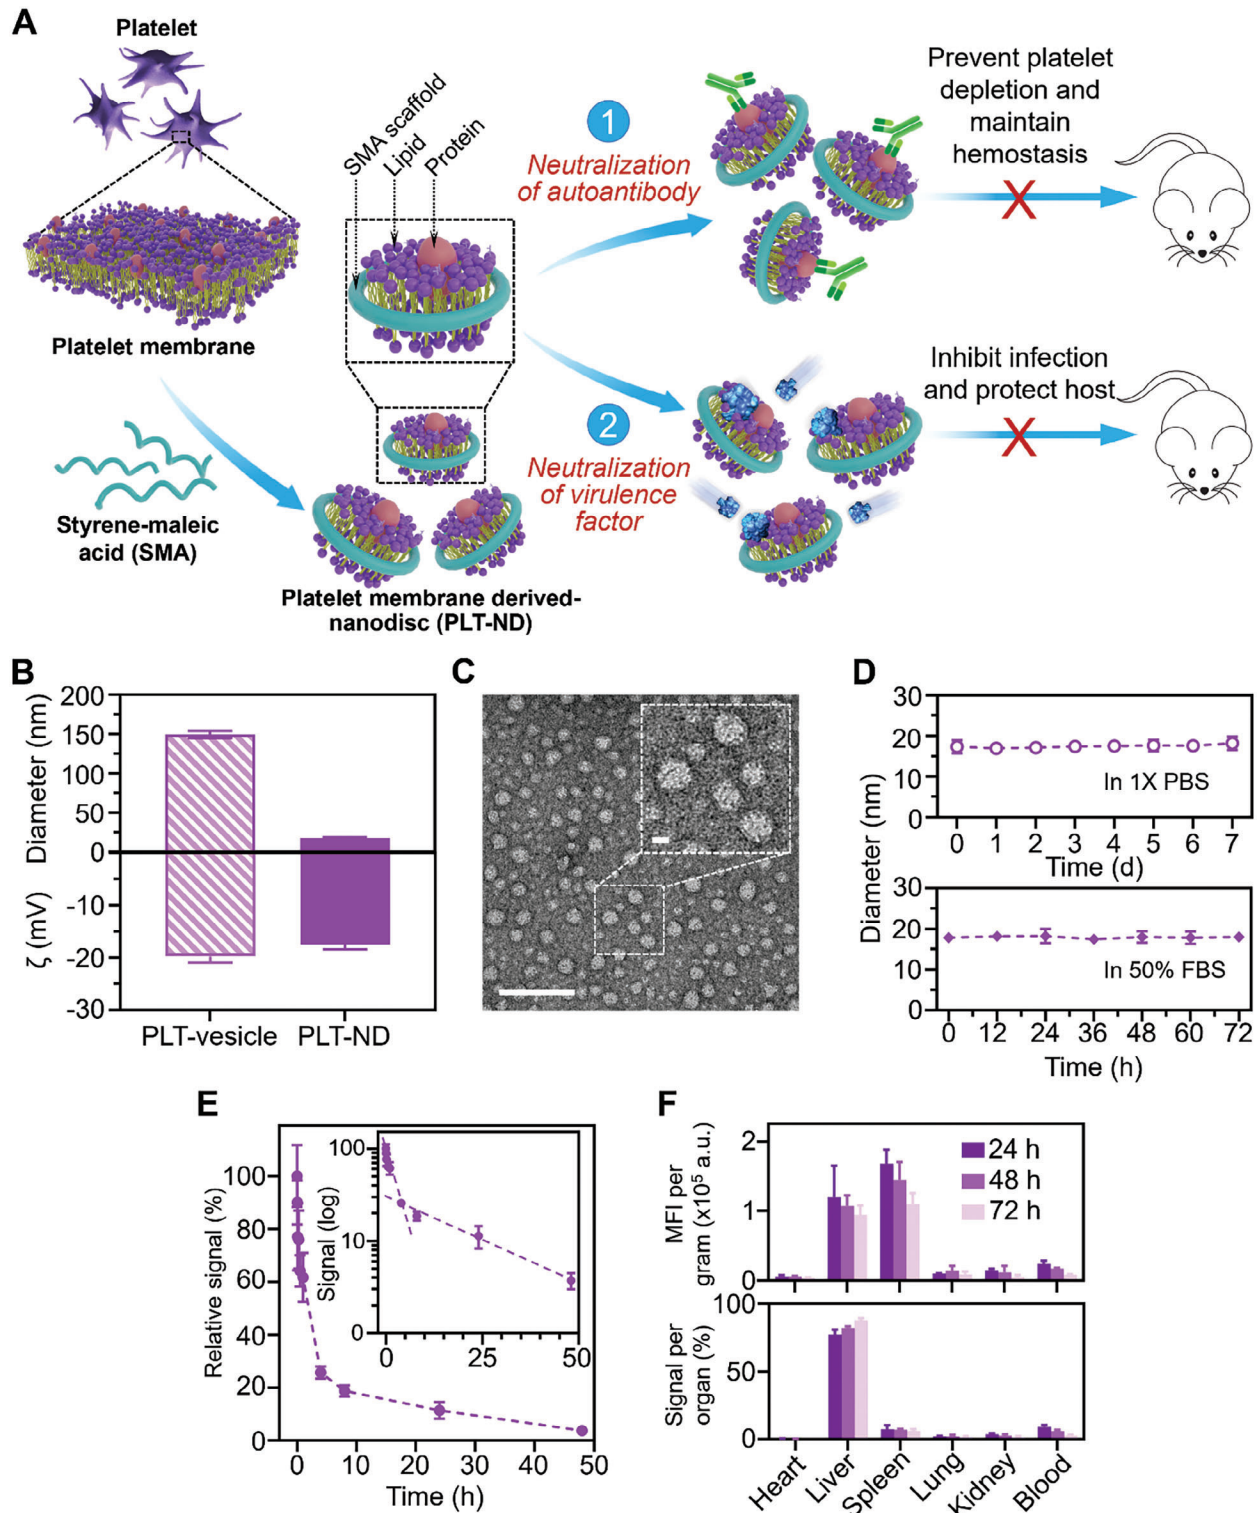 A
Platelet
Platelet membrane
Styrene-maleic
acid (SMA)
SMA scaffold
Lipid
Protein
Platelet membrane derived-
nanodisc (PLT-ND)
1
Neutralization
of autoantibody
Prevent platelet
depletion and
maintain
hemostasis
X
2
Neutralization
of virulence
factor
Inhibit infection
and protect host
X
B
Diameter (nm)
200
150
100
50
0
ζ (mV)
-10
-20
-30
PLT-vesicle
PLT-ND
C
D
Diameter (nm)
30
20
10
0
In 1X PBS
0 1 2 3 4 5 6 7
Time (d)
30
20
10
0
In 50% FBS
0 12 24 36 48 60 72
Time (h)
E
Relative signal (%)
100
80
60
40
20
0
0 10 20 30 40 50
Time (h)
Signal (log)
100
10
0
0 25 50
F
MFI per
gram (x10⁵ a.u.)
2
1
0
24 h
48 h
72 h
Signal per
organ (%)
100
50
0
Heart
Liver
Spleen
Lung
Kidney
Blood